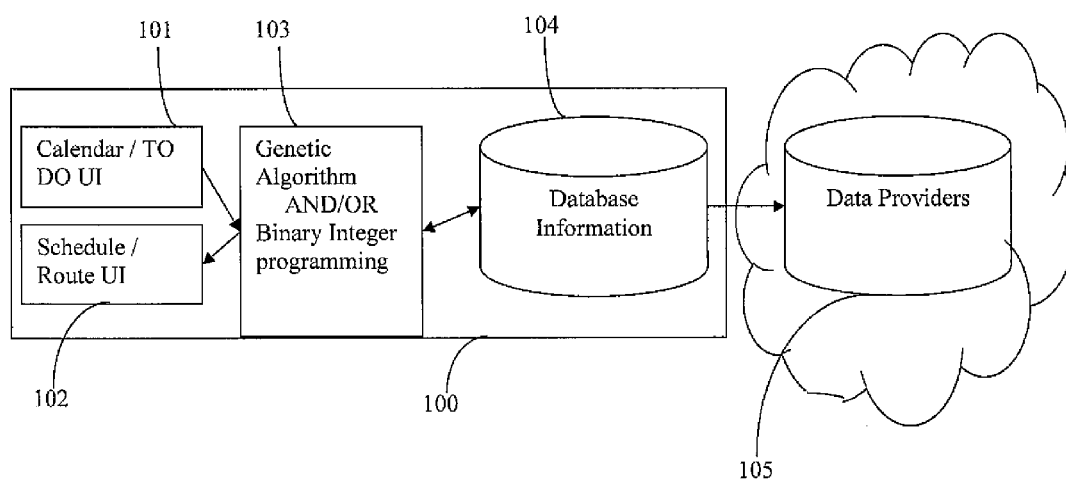 101
103
104
Calendar / TO
DO UI
Genetic
Algorithm
AND/OR
Binary Integer
programming
Schedule /
Route UI
Database
Information
Data Providers
102
100
105